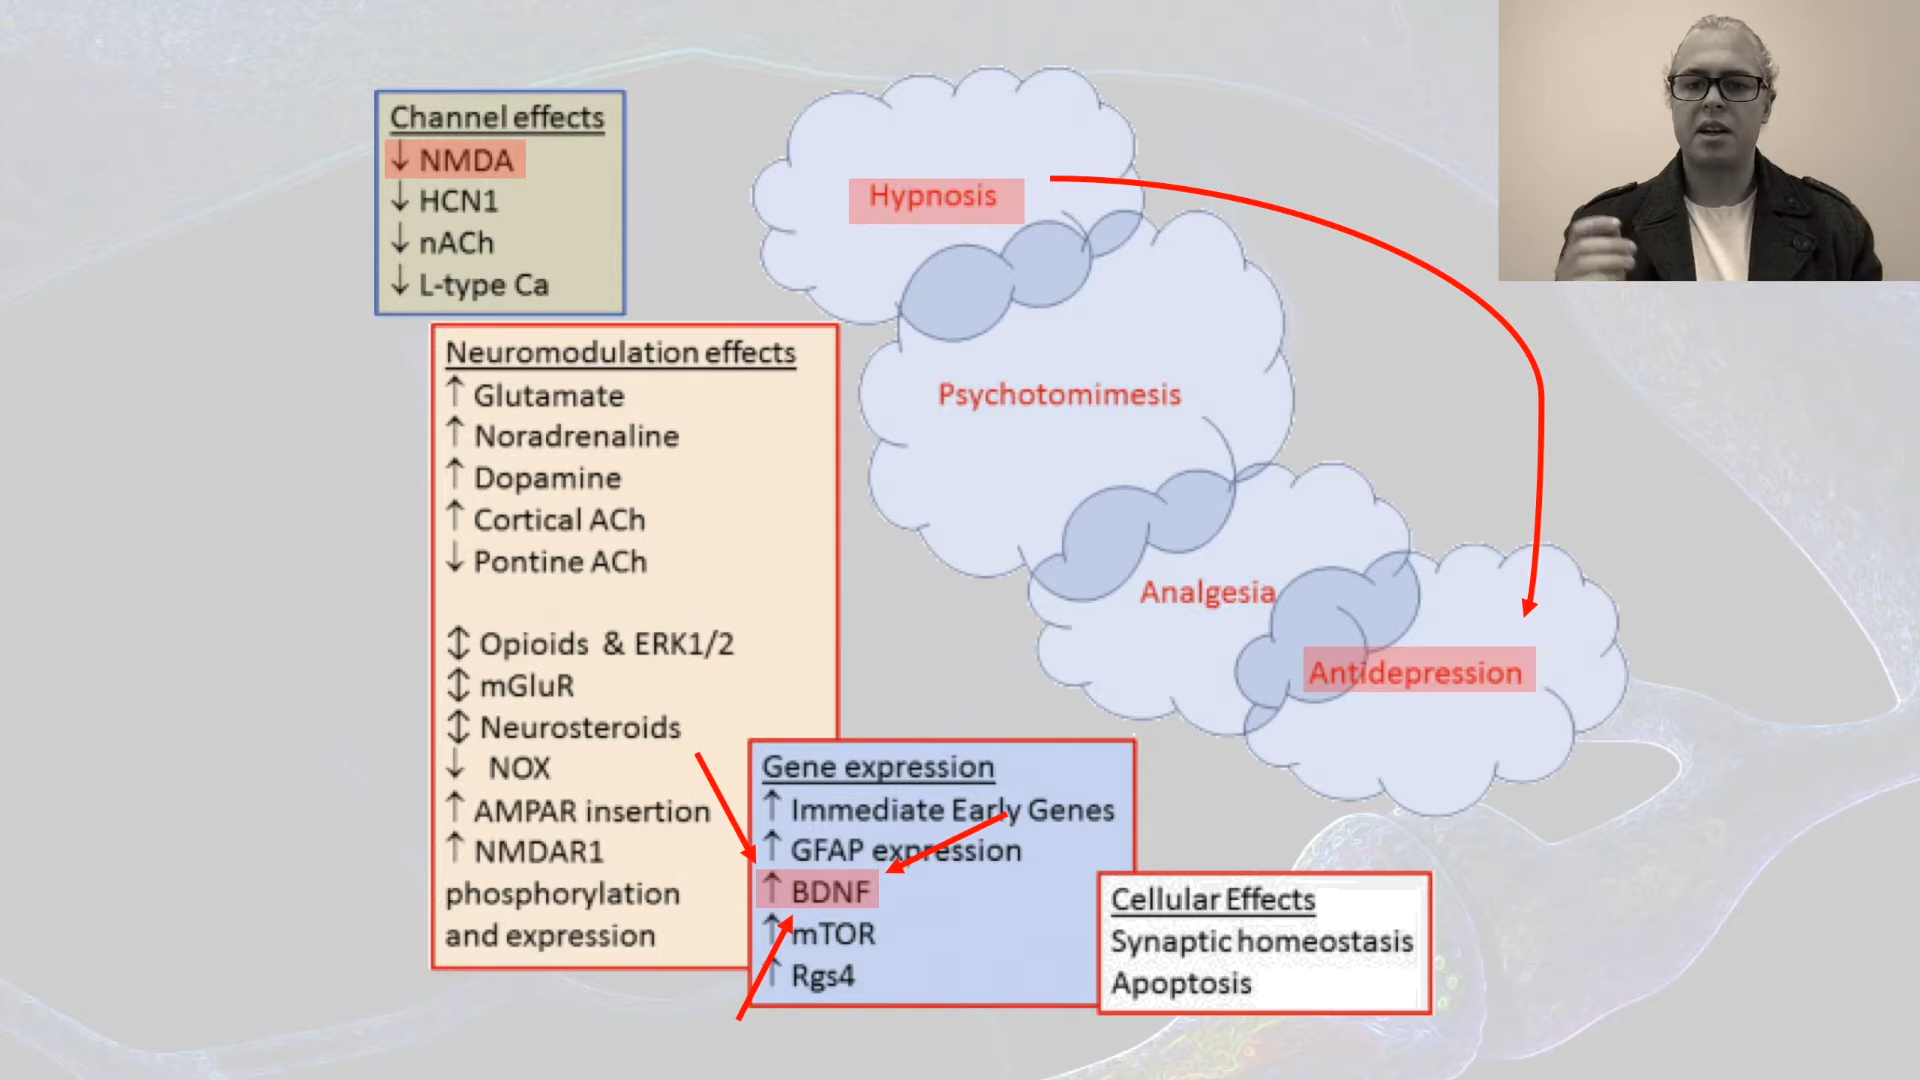 Channel effects
↓ NMDA
↓ HCN1
↓ nACh
↓ L-type Ca
Neuromodulation effects
↑ Glutamate
↑ Noradrenaline
↑ Dopamine
↑ Cortical ACh
↓ Pontine ACh
↕ Opioids & ERK1/2
↕ mGluR
↕ Neurosteroids
↓ NOX
↑ AMPAR insertion
↑ NMDAR1
phosphorylation
and expression
Gene expression
↑ Immediate Early Genes
↑ GFAP expression
↑ BDNF
↑ mTOR
↑ Rgs4
Cellular Effects
Synaptic homeostasis
Apoptosis
Hypnosis
Psychotomimesis
Analgesia
Antidepression